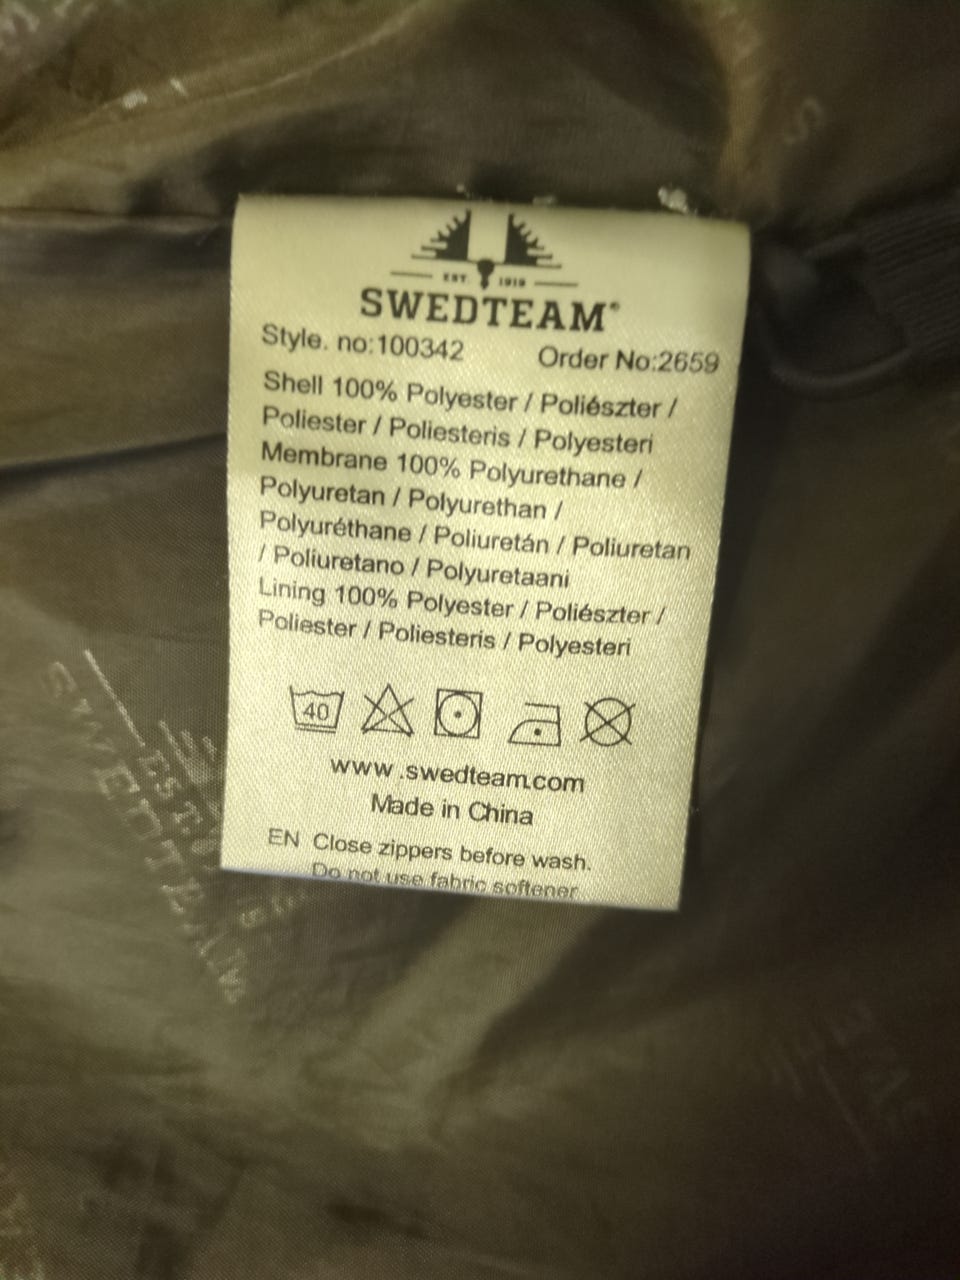 EST. 1919
SWEDTEAM®
Style. no:100342 Order No:2659
Shell 100% Polyester / Poliészter /
Poliester / Poliesteris / Polyesteri
Membrane 100% Polyurethane /
Polyuretan / Polyurethan /
Polyuréthane / Poliuretán / Poliuretan
/ Poliuretano / Polyuretaani
Lining 100% Polyester / Poliészter /
Poliester / Poliesteris / Polyesteri
40
www.swedteam.com
Made in China
EN Close zippers before wash.
Do not use fabric softener
EST
SWEDTEAM